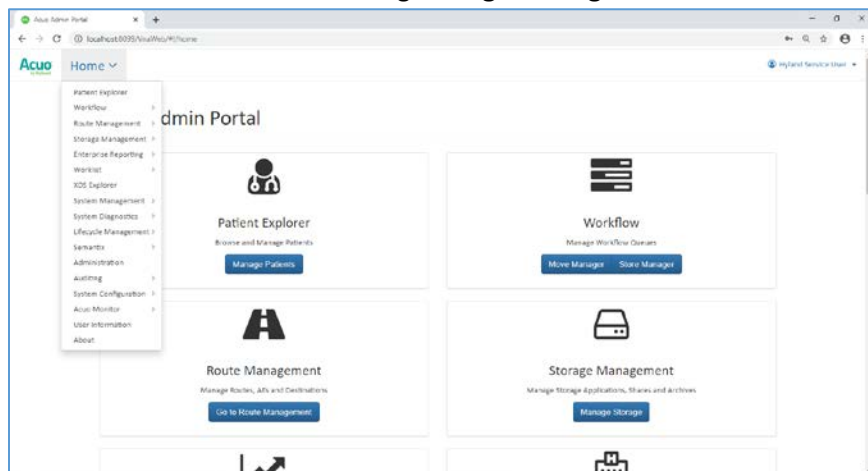 Acuo Admin Portal
localhost:8095/VnaWeb/#!/home
Acuo
by Hyland
Home
Hyland Service User
Patient Explorer
Workflow
Route Management
Storage Management
Enterprise Reporting
Worklist
XDS Explorer
System Management
System Diagnostics
Lifecycle Management
Semantix
Administration
Auditing
System Configuration
Acuo Monitor
User Information
About
dmin Portal
Patient Explorer
Browse and Manage Patients
Manage Patients
Workflow
Manage Workflow Queues
Move Manager
Store Manager
Route Management
Manage Routes, AEs and Destinations
Go to Route Management
Storage Management
Manage Storage Applications, Shares and Archives
Manage Storage